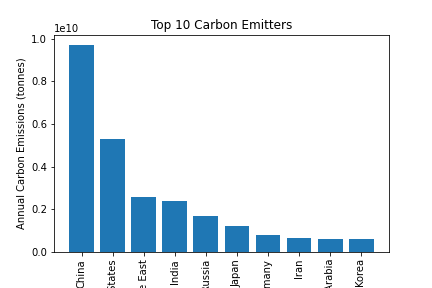 Top 10 Carbon Emitters
1e10
Annual Carbon Emissions (tonnes)
1.0
0.8
0.6
0.4
0.2
0.0
China
States
e East
India
ussia
Japan
many
Iran
Arabia
Korea